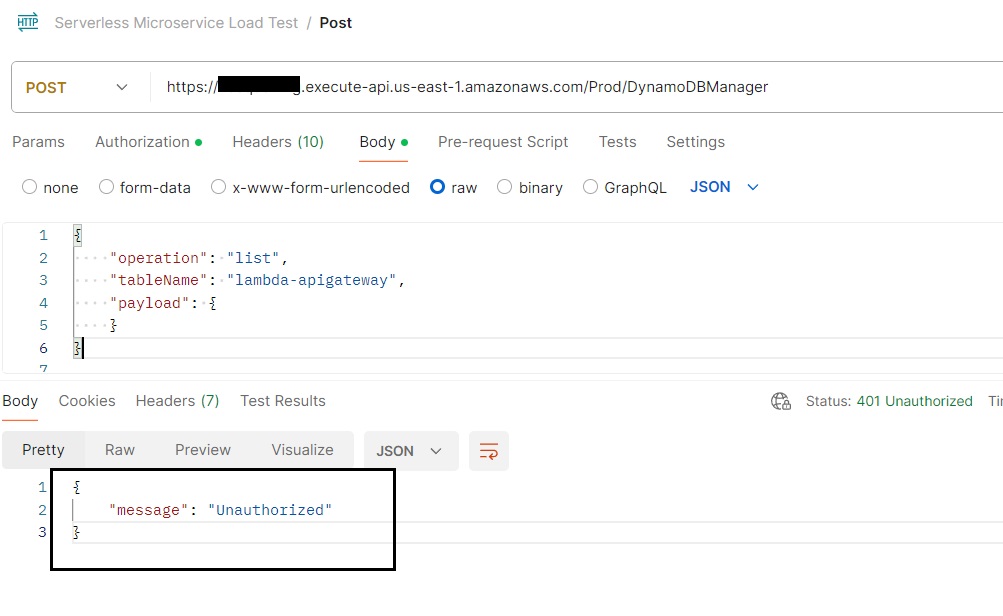 HTTP Serverless Microservice Load Test / Post
POST https:// .execute-api.us-east-1.amazonaws.com/Prod/DynamoDBManager
Params Authorization Headers (10) Body Pre-request Script Tests Settings
none form-data x-www-form-urlencoded raw binary GraphQL JSON
1 {
2 "operation": "list",
3 "tableName": "lambda-apigateway",
4 "payload": {
5 }
6 }
7
Body Cookies Headers (7) Test Results Status: 401 Unauthorized
Pretty Raw Preview Visualize JSON
1 {
2 "message": "Unauthorized"
3 }